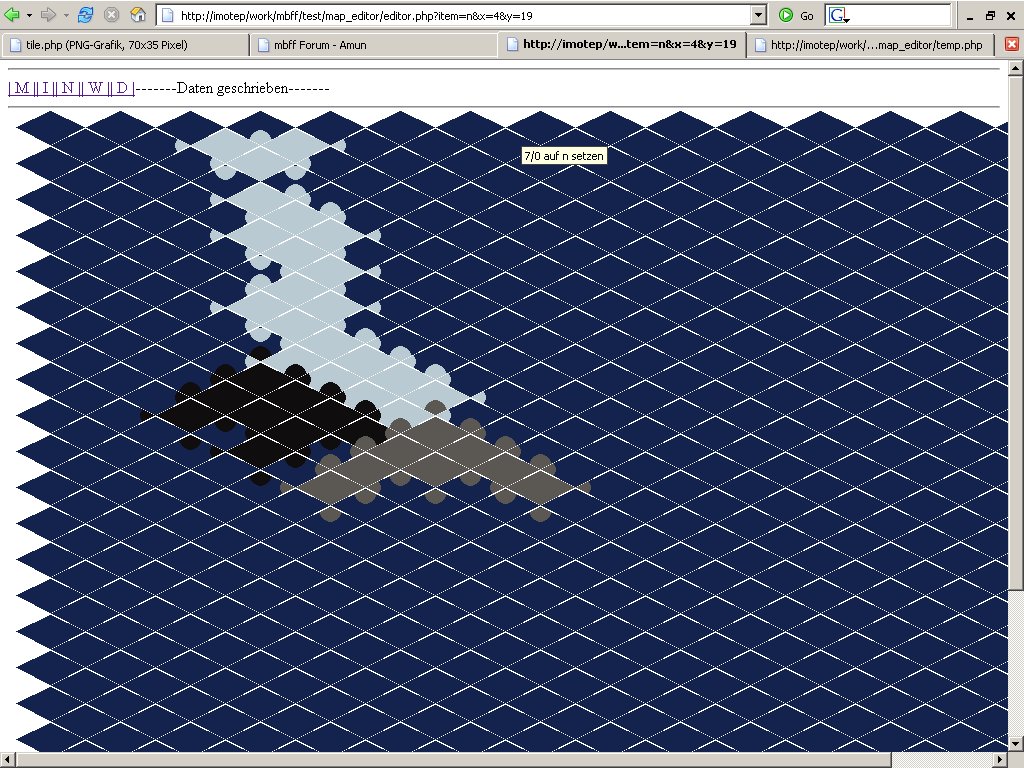 http://imotep/work/mbff/test/map_editor/editor.php?item=n&x=4&y=19
Go
G
tile.php (PNG-Grafik, 70x35 Pixel)
mbff Forum - Amun
http://imotep/w...tem=n&x=4&y=19
http://imotep/work/...map_editor/temp.php
| M || I || N || W || D |-------Daten geschrieben-------
7/0 auf n setzen